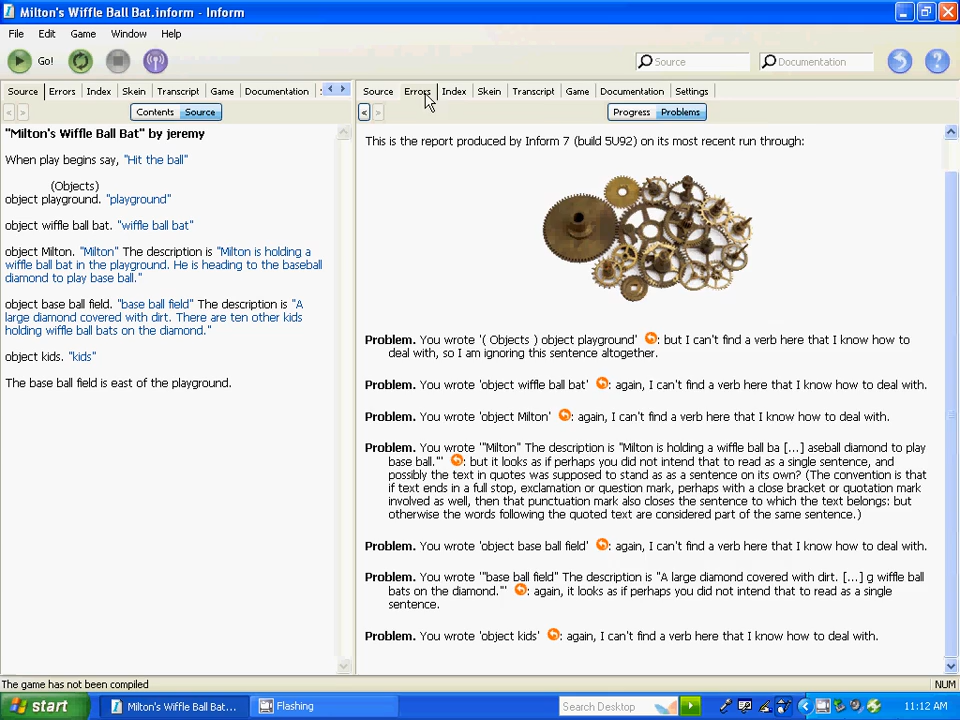 Milton's Wiffle Ball Bat.inform - Inform
File Edit Game Window Help
Go! Source Documentation
Source Errors Index Skein Transcript Game Documentation
Source Errors Index Skein Transcript Game Documentation Settings
Contents Source
Progress Problems
"Milton's Wiffle Ball Bat" by jeremy
When play begins say, "Hit the ball"
(Objects)
object playground. "playground"
object wiffle ball bat. "wiffle ball bat"
object Milton. "Milton" The description is "Milton is holding a
wiffle ball bat in the playground. He is heading to the baseball
diamond to play base ball."
object base ball field. "base ball field" The description is "A
large diamond covered with dirt. There are ten other kids
holding wiffle ball bats on the diamond."
object kids. "kids"
The base ball field is east of the playground.
This is the report produced by Inform 7 (build 5U92) on its most recent run through:
Problem. You wrote '( Objects ) object playground' : but I can't find a verb here that I know how to
deal with, so I am ignoring this sentence altogether.
Problem. You wrote 'object wiffle ball bat' : again, I can't find a verb here that I know how to deal with.
Problem. You wrote 'object Milton' : again, I can't find a verb here that I know how to deal with.
Problem. You wrote '"Milton" The description is "Milton is holding a wiffle ball ba [...] aseball diamond to play
base ball."' : but it looks as if perhaps you did not intend that to read as a single sentence, and
possibly the text in quotes was supposed to stand as as a sentence on its own? (The convention is that
if text ends in a full stop, exclamation or question mark, perhaps with a close bracket or quotation mark
involved as well, then that punctuation mark also closes the sentence to which the text belongs: but
otherwise the words following the quoted text are considered part of the same sentence.)
Problem. You wrote 'object base ball field' : again, I can't find a verb here that I know how to deal with.
Problem. You wrote '"base ball field" The description is "A large diamond covered with dirt. [...] g wiffle ball
bats on the diamond."' : again, it looks as if perhaps you did not intend that to read as a single
sentence.
Problem. You wrote 'object kids' : again, I can't find a verb here that I know how to deal with.
The game has not been compiled
NUM
start Milton's Wiffle Ball Bat... Flashing Search Desktop 11:12 AM